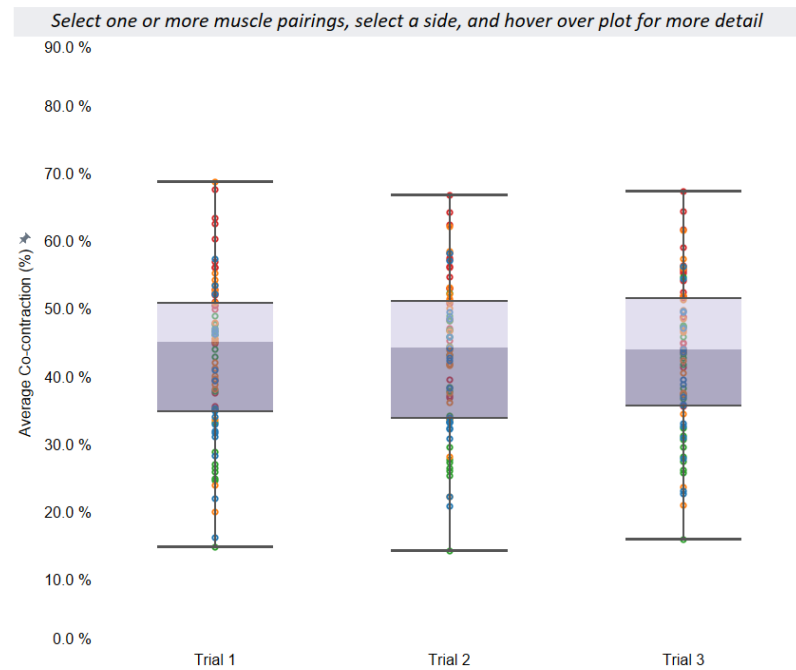 Select one or more muscle pairings, select a side, and hover over plot for more detail
90.0 %
80.0 %
70.0 %
60.0 %
50.0 %
40.0 %
30.0 %
20.0 %
10.0 %
0.0 %
Average Co-contraction (%)
Trial 1
Trial 2
Trial 3